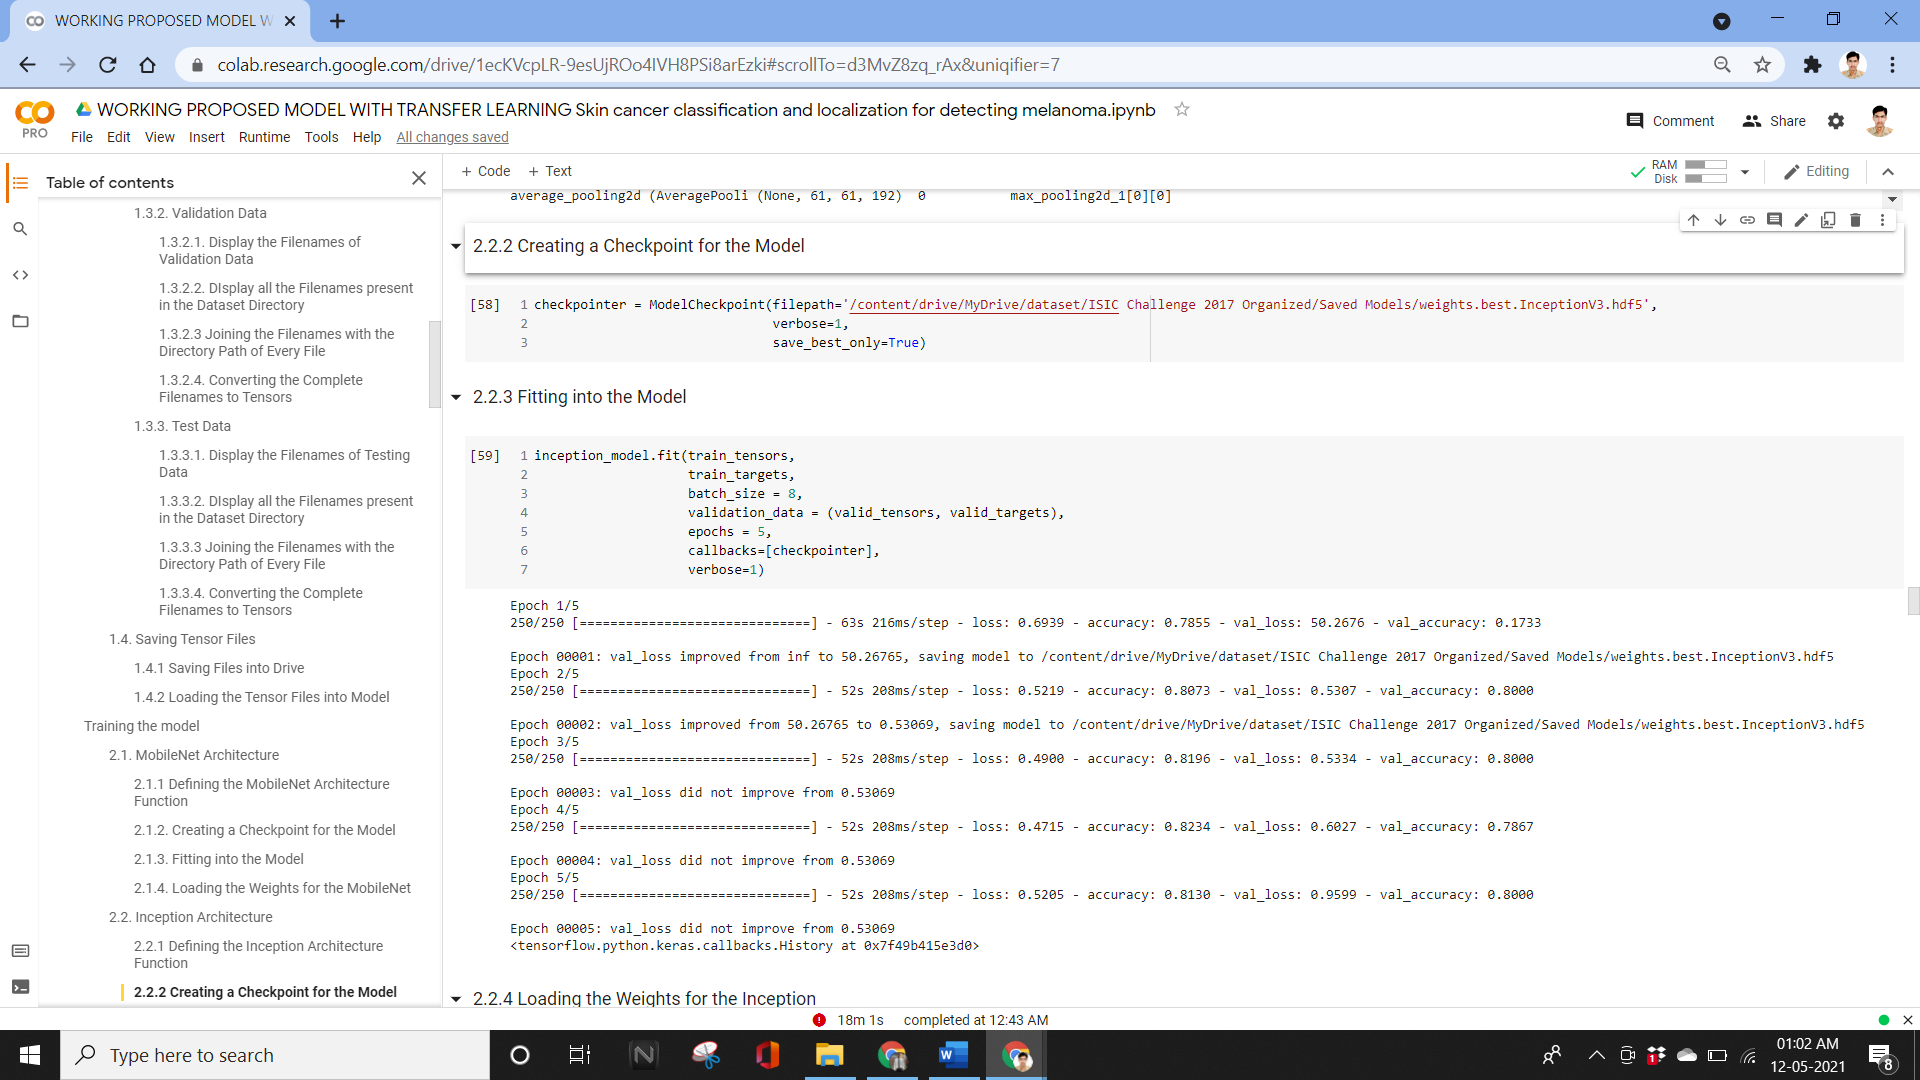 WORKING PROPOSED MODEL W
colab.research.google.com/drive/1ecKVcpLR-9esUjROo4IVH8PSi8arEzki#scrollTo=d3MvZ8zq_rAx&uniqifier=7
CO PRO
WORKING PROPOSED MODEL WITH TRANSFER LEARNING Skin cancer classification and localization for detecting melanoma.ipynb
File Edit View Insert Runtime Tools Help All changes saved
Comment Share
Table of contents
+ Code + Text
RAM
Disk
Editing
1.3.2. Validation Data
1.3.2.1. Display the Filenames of
Validation Data
1.3.2.2. DIsplay all the Filenames present
in the Dataset Directory
1.3.2.3 Joining the Filenames with the
Directory Path of Every File
1.3.2.4. Converting the Complete
Filenames to Tensors
1.3.3. Test Data
1.3.3.1. Display the Filenames of Testing
Data
1.3.3.2. DIsplay all the Filenames present
in the Dataset Directory
1.3.3.3 Joining the Filenames with the
Directory Path of Every File
1.3.3.4. Converting the Complete
Filenames to Tensors
1.4. Saving Tensor Files
1.4.1 Saving Files into Drive
1.4.2 Loading the Tensor Files into Model
Training the model
2.1. MobileNet Architecture
2.1.1 Defining the MobileNet Architecture
Function
2.1.2. Creating a Checkpoint for the Model
2.1.3. Fitting into the Model
2.1.4. Loading the Weights for the MobileNet
2.2. Inception Architecture
2.2.1 Defining the Inception Architecture
Function
2.2.2 Creating a Checkpoint for the Model
average_pooling2d (AveragePooli (None, 61, 61, 192) 0 max_pooling2d_1[0][0]
2.2.2 Creating a Checkpoint for the Model
[58] 1 checkpointer = ModelCheckpoint(filepath='/content/drive/MyDrive/dataset/ISIC Challenge 2017 Organized/Saved Models/weights.best.InceptionV3.hdf5',
2 verbose=1,
3 save_best_only=True)
2.2.3 Fitting into the Model
[59] 1 inception_model.fit(train_tensors,
2 train_targets,
3 batch_size = 8,
4 validation_data = (valid_tensors, valid_targets),
5 epochs = 5,
6 callbacks=[checkpointer],
7 verbose=1)
Epoch 1/5
250/250 [==============================] - 63s 216ms/step - loss: 0.6939 - accuracy: 0.7855 - val_loss: 50.2676 - val_accuracy: 0.1733
Epoch 00001: val_loss improved from inf to 50.26765, saving model to /content/drive/MyDrive/dataset/ISIC Challenge 2017 Organized/Saved Models/weights.best.InceptionV3.hdf5
Epoch 2/5
250/250 [==============================] - 52s 208ms/step - loss: 0.5219 - accuracy: 0.8073 - val_loss: 0.5307 - val_accuracy: 0.8000
Epoch 00002: val_loss improved from 50.26765 to 0.53069, saving model to /content/drive/MyDrive/dataset/ISIC Challenge 2017 Organized/Saved Models/weights.best.InceptionV3.hdf5
Epoch 3/5
250/250 [==============================] - 52s 208ms/step - loss: 0.4900 - accuracy: 0.8196 - val_loss: 0.5334 - val_accuracy: 0.8000
Epoch 00003: val_loss did not improve from 0.53069
Epoch 4/5
250/250 [==============================] - 52s 208ms/step - loss: 0.4715 - accuracy: 0.8234 - val_loss: 0.6027 - val_accuracy: 0.7867
Epoch 00004: val_loss did not improve from 0.53069
Epoch 5/5
250/250 [==============================] - 52s 208ms/step - loss: 0.5205 - accuracy: 0.8130 - val_loss: 0.9599 - val_accuracy: 0.8000
Epoch 00005: val_loss did not improve from 0.53069
<tensorflow.python.keras.callbacks.History at 0x7f49b415e3d0>
2.2.4 Loading the Weights for the Inception
18m 1s completed at 12:43 AM
Type here to search
01:02 AM
12-05-2021
8